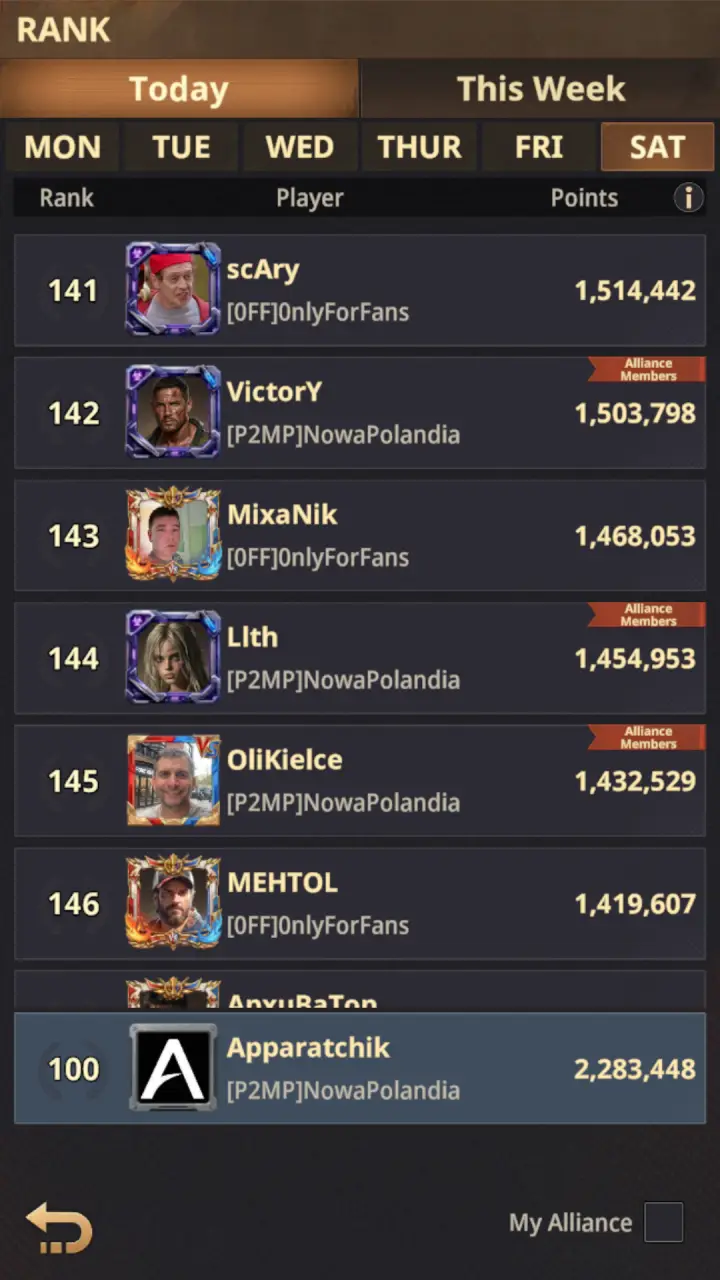 RANK
Today
This Week
MON TUE WED THUR FRI SAT
Rank Player Points i
141 scAry 1,514,442
[0FF]0nlyForFans
Alliance Members
142 VictorY 1,503,798
[P2MP]NowaPolandia
143 MixaNik 1,468,053
[0FF]0nlyForFans
Alliance Members
144 Llth 1,454,953
[P2MP]NowaPolandia
Alliance Members
145 OliKielce 1,432,529
[P2MP]NowaPolandia
146 MEHTOL 1,419,607
[0FF]0nlyForFans
100 Apparatchik 2,283,448
[P2MP]NowaPolandia
My Alliance